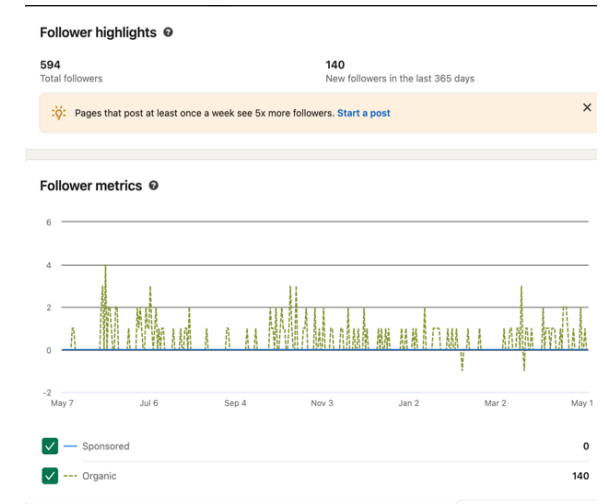 Follower highlights
594
Total followers
140
New followers in the last 365 days
Pages that post at least once a week see 5x more followers. Start a post
Follower metrics
6
4
2
0
-2
May 7 Jul 6 Sep 4 Nov 3 Jan 2 Mar 2 May 1
Sponsored 0
Organic 140